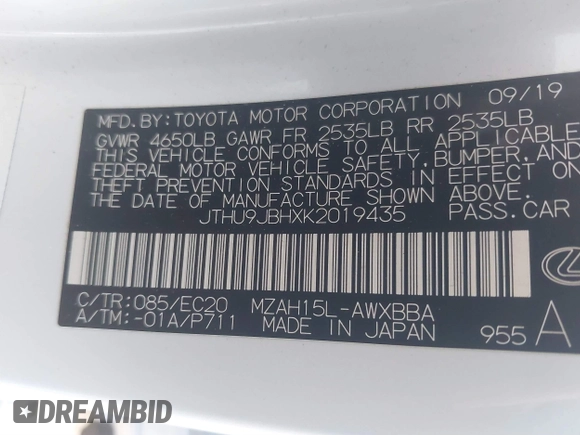 MFD.BY:TOYOTA MOTOR CORPORATION 09/19
GVWR 4650LB GAWR FR 2535LB RR 2535LB
THIS VEHICLE CONFORMS TO ALL APPLICABLE
FEDERAL MOTOR VEHICLE SAFETY,BUMPER,AND
THEFT PREVENTION STANDARDS IN EFFECT ON
THE DATE OF MANUFACTURE SHOWN ABOVE.
JTHU9JBHXK2019435 PASS.CAR
C/TR:085/EC20 MZAH15L-AWXBBA
A/TM:-01A/P711 MADE IN JAPAN 955 A
DREAMBID